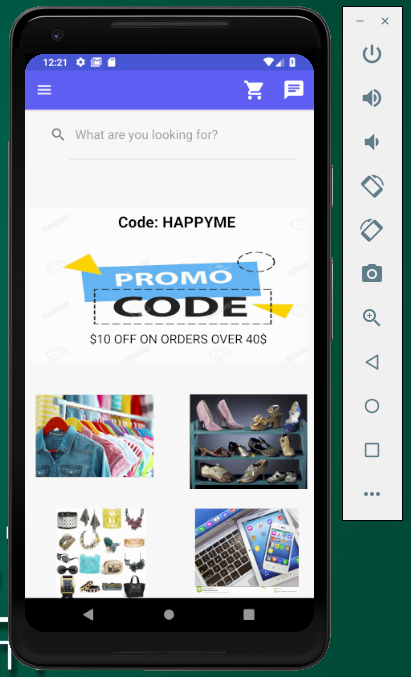 12:21
What are you looking for?
Code: HAPPYME
PROMO
CODE
$10 OFF ON ORDERS OVER 40$